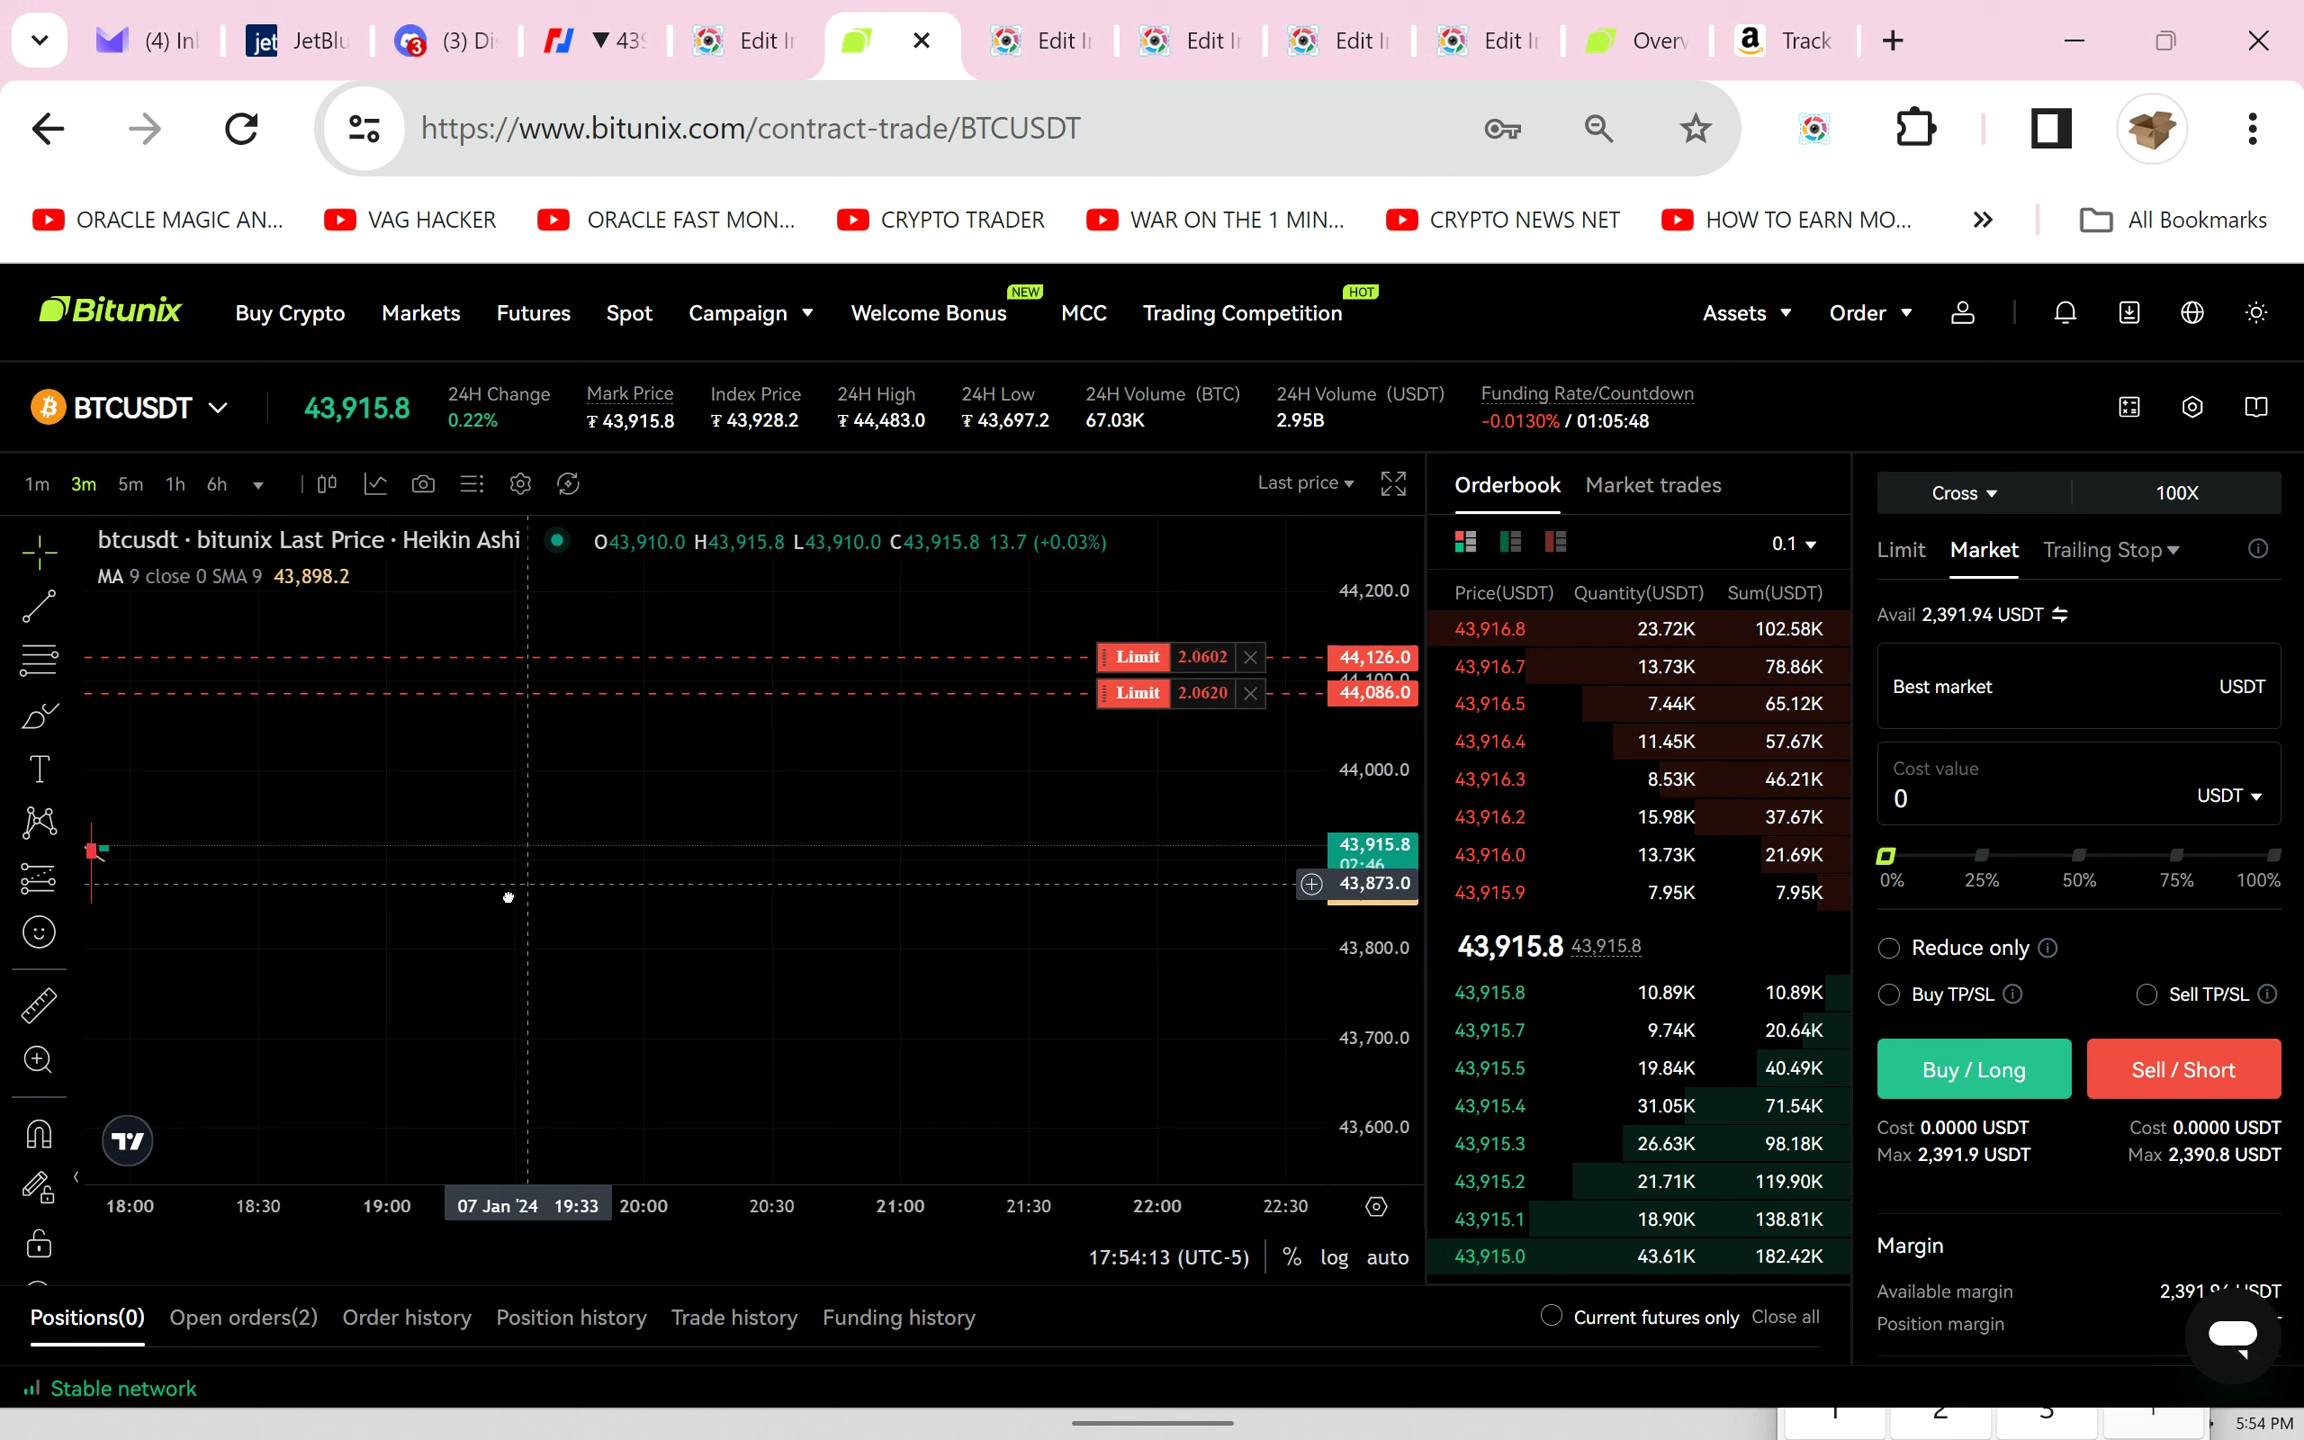 (4) In jet JetBlu 3 (3) Di ▼ 439 Edit In Edit In Edit In Edit In Edit In Overv a Track
https://www.bitunix.com/contract-trade/BTCUSDT
ORACLE MAGIC AN... VAG HACKER ORACLE FAST MON... CRYPTO TRADER WAR ON THE 1 MIN... CRYPTO NEWS NET HOW TO EARN MO... » All Bookmarks
NEW HOT
Bitunix Buy Crypto Markets Futures Spot Campaign Welcome Bonus MCC Trading Competition Assets Order
24H Change Mark Price Index Price 24H High 24H Low 24H Volume (BTC) 24H Volume (USDT) Funding Rate/Countdown
BTCUSDT 43,915.8 0.22% ₮ 43,915.8 ₮ 43,928.2 ₮ 44,483.0 ₮ 43,697.2 67.03K 2.95B -0.0130% / 01:05:48
1m 3m 5m 1h 6h Last price
btcusdt · bitunix Last Price · Heikin Ashi O43,910.0 H43,915.8 L43,910.0 C43,915.8 13.7 (+0.03%)
MA 9 close 0 SMA 9 43,898.2
44,200.0
Limit 2.0602 44,126.0
44,100.0
Limit 2.0620 44,086.0
44,000.0
43,915.8
02:46
43,873.0
43,800.0
43,700.0
43,600.0
18:00 18:30 19:00 07 Jan '24 19:33 20:00 20:30 21:00 21:30 22:00 22:30
17:54:13 (UTC-5) % log auto
Orderbook Market trades
0.1
Price(USDT) Quantity(USDT) Sum(USDT)
43,916.8 23.72K 102.58K
43,916.7 13.73K 78.86K
43,916.5 7.44K 65.12K
43,916.4 11.45K 57.67K
43,916.3 8.53K 46.21K
43,916.2 15.98K 37.67K
43,916.0 13.73K 21.69K
43,915.9 7.95K 7.95K
43,915.8 43,915.8
43,915.8 10.89K 10.89K
43,915.7 9.74K 20.64K
43,915.5 19.84K 40.49K
43,915.4 31.05K 71.54K
43,915.3 26.63K 98.18K
43,915.2 21.71K 119.90K
43,915.1 18.90K 138.81K
43,915.0 43.61K 182.42K
Cross 100X
Limit Market Trailing Stop
Avail 2,391.94 USDT
Best market USDT
Cost value
0 USDT
0% 25% 50% 75% 100%
Reduce only
Buy TP/SL Sell TP/SL
Buy / Long Sell / Short
Cost 0.0000 USDT Cost 0.0000 USDT
Max 2,391.9 USDT Max 2,390.8 USDT
Margin
Available margin 2,391.94 USDT
Position margin
Positions(0) Open orders(2) Order history Position history Trade history Funding history Current futures only Close all
Stable network
1 2 3 5:54 PM